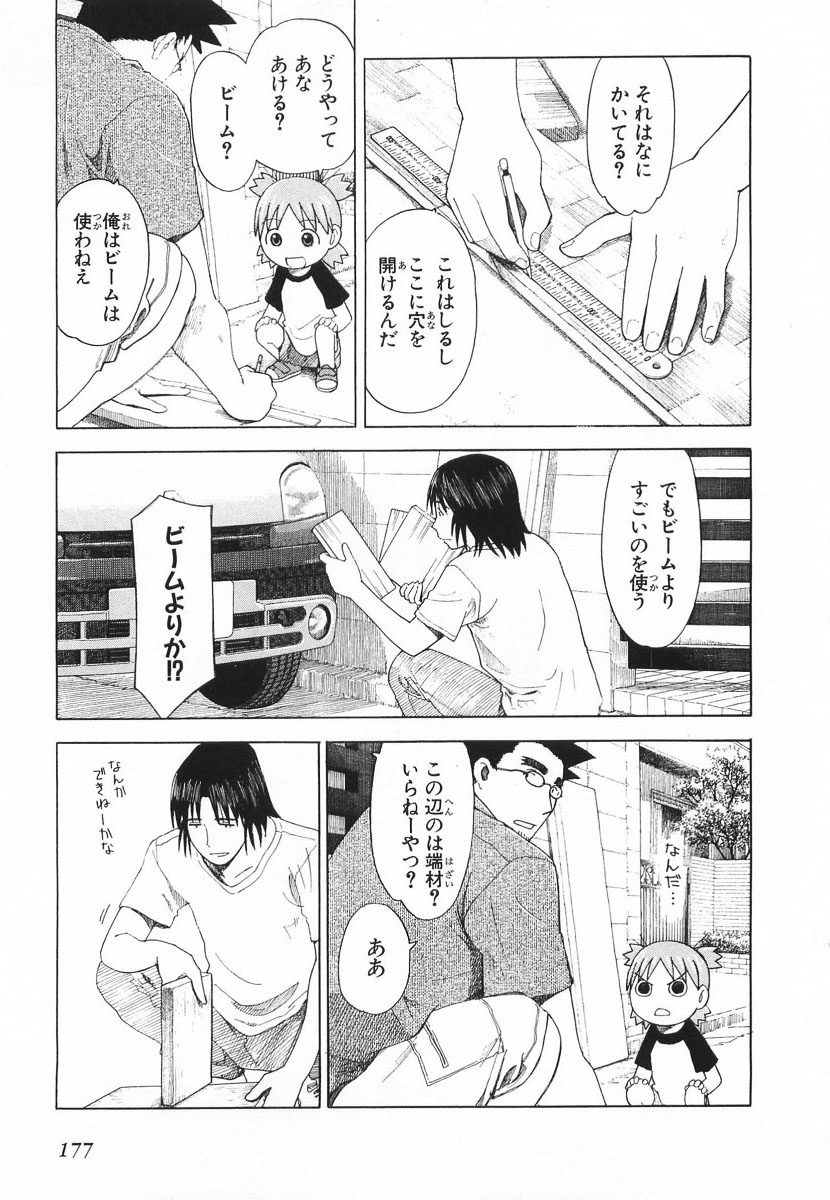 それはなに
かいてる？
これはしるし
ここに穴を
開けるんだ
どうやって
あな
あける？
ビーム？
俺はビームは
使わねえ
でもビームより
すごいのを使う
ビームよりか!?
なんだ…
この辺のは端材？
いらねーやつ？
ああ
なんか
できねーかな
177